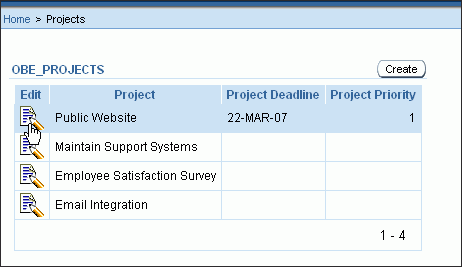 Home > Projects
OBE_PROJECTS Create
Edit Project Project Deadline Project Priority
Public Website 22-MAR-07 1
Maintain Support Systems
Employee Satisfaction Survey
Email Integration
1 - 4